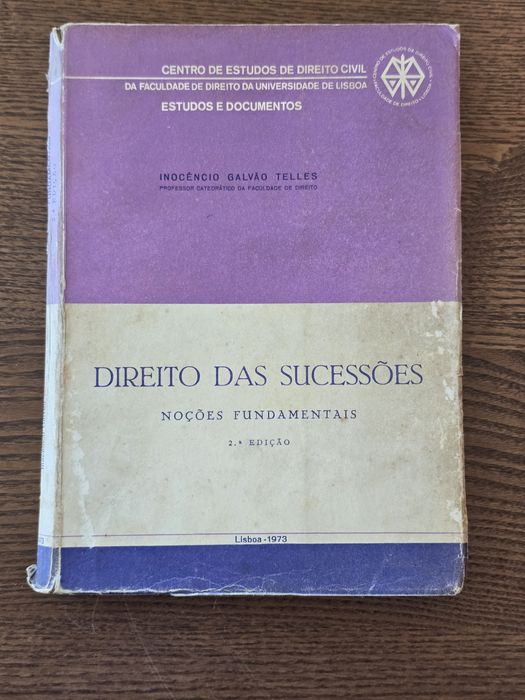 CENTRO DE ESTUDOS DE DIREITO CIVIL
DA FACULDADE DE DIREITO DA UNIVERSIDADE DE LISBOA
ESTUDOS E DOCUMENTOS
INOCÊNCIO GALVÃO TELLES
PROFESSOR CATEDRÁTICO DA FACULDADE DE DIREITO
DIREITO DAS SUCESSÕES
NOÇÕES FUNDAMENTAIS
2.ª EDIÇÃO
Lisboa - 1973